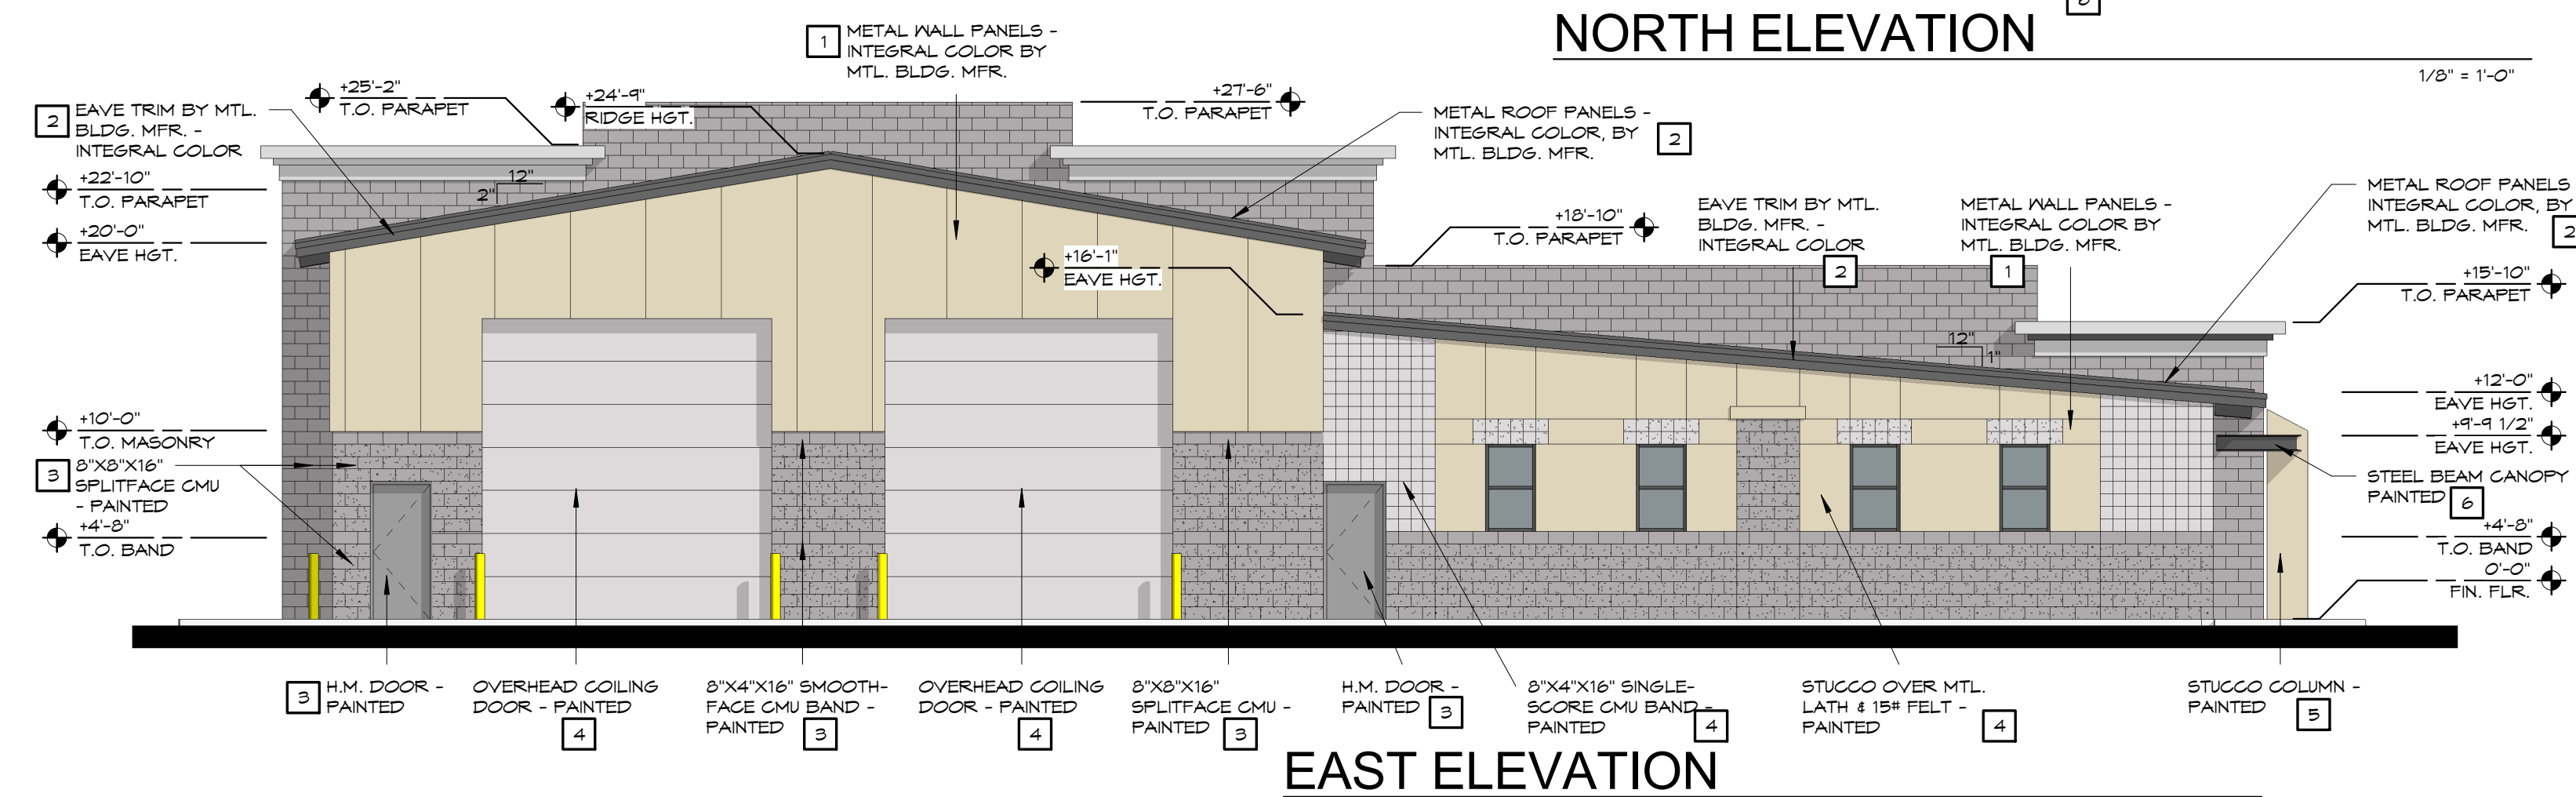 NORTH ELEVATION
1/8" = 1'-0"
1
METAL WALL PANELS -
INTEGRAL COLOR BY
MTL. BLDG. MFR.
2
EAVE TRIM BY MTL.
BLDG. MFR. -
INTEGRAL COLOR
+25'-2"
T.O. PARAPET
+24'-9"
RIDGE HGT.
+27'-6"
T.O. PARAPET
METAL ROOF PANELS -
INTEGRAL COLOR, BY
MTL. BLDG. MFR.
2
+22'-10"
T.O. PARAPET
12"
2"
+20'-0"
EAVE HGT.
+18'-10"
T.O. PARAPET
+16'-1"
EAVE HGT.
EAVE TRIM BY MTL.
BLDG. MFR. -
INTEGRAL COLOR
2
METAL WALL PANELS -
INTEGRAL COLOR BY
MTL. BLDG. MFR.
1
METAL ROOF PANELS
INTEGRAL COLOR, BY
MTL. BLDG. MFR.
2
+15'-10"
T.O. PARAPET
12"
1"
+12'-0"
EAVE HGT.
+9'-9 1/2"
EAVE HGT.
STEEL BEAM CANOPY
PAINTED
6
+4'-8"
T.O. BAND
0'-0"
FIN. FLR.
+10'-0"
T.O. MASONRY
3
8"X8"X16"
SPLITFACE CMU
- PAINTED
+4'-8"
T.O. BAND
3
H.M. DOOR -
PAINTED
OVERHEAD COILING
DOOR - PAINTED
4
8"X4"X16" SMOOTH-
FACE CMU BAND -
PAINTED
3
OVERHEAD COILING
DOOR - PAINTED
4
8"X8"X16"
SPLITFACE CMU -
PAINTED
3
H.M. DOOR -
PAINTED
3
8"X4"X16" SINGLE-
SCORE CMU BAND -
PAINTED
4
STUCCO OVER MTL.
LATH & 15# FELT -
PAINTED
4
STUCCO COLUMN -
PAINTED
5
EAST ELEVATION